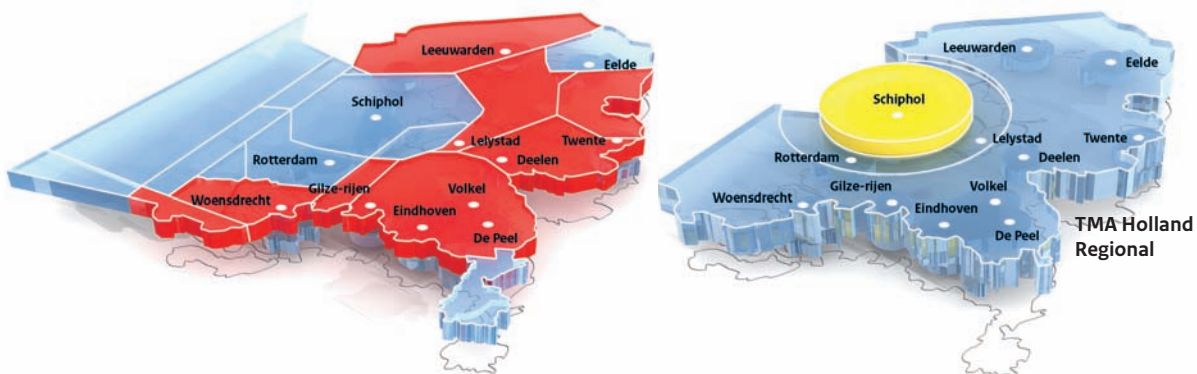 Leeuwarden
Eelde
Schiphol
Lelystad
Twente
Rotterdam
Deelen
Woensdrecht
Gilze-rijen
Volkel
Eindhoven
De Peel
Leeuwarden
Eelde
Schiphol
Lelystad
Twente
Rotterdam
Deelen
Woensdrecht
Gilze-rijen
Volkel
Eindhoven
De Peel
TMA Holland
Regional